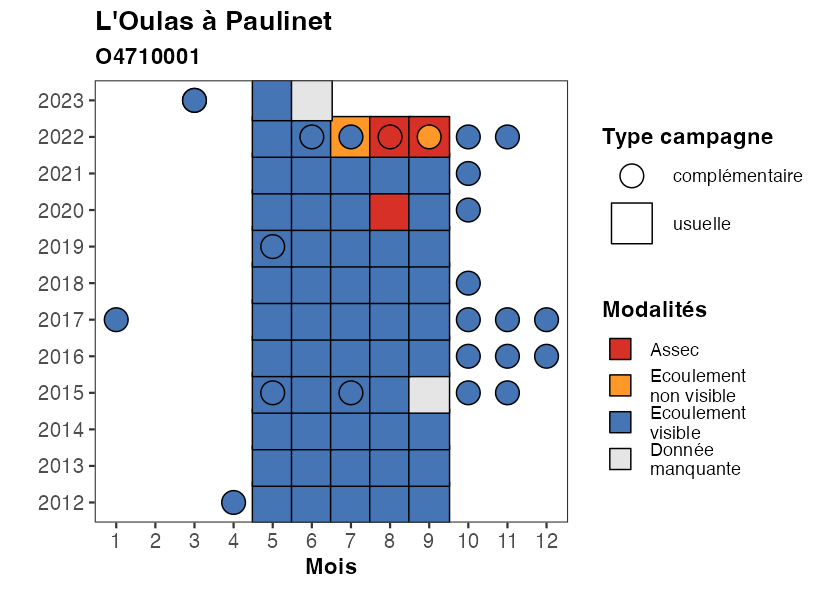 L'Oulas à Paulinet
O4710001
2023
2022
2021
2020
2019
2018
2017
2016
2015
2014
2013
2012
1 2 3 4 5 6 7 8 9 10 11 12
Mois
Type campagne
complémentaire
usuelle
Modalités
Assec
Ecoulement
non visible
Ecoulement
visible
Donnée
manquante